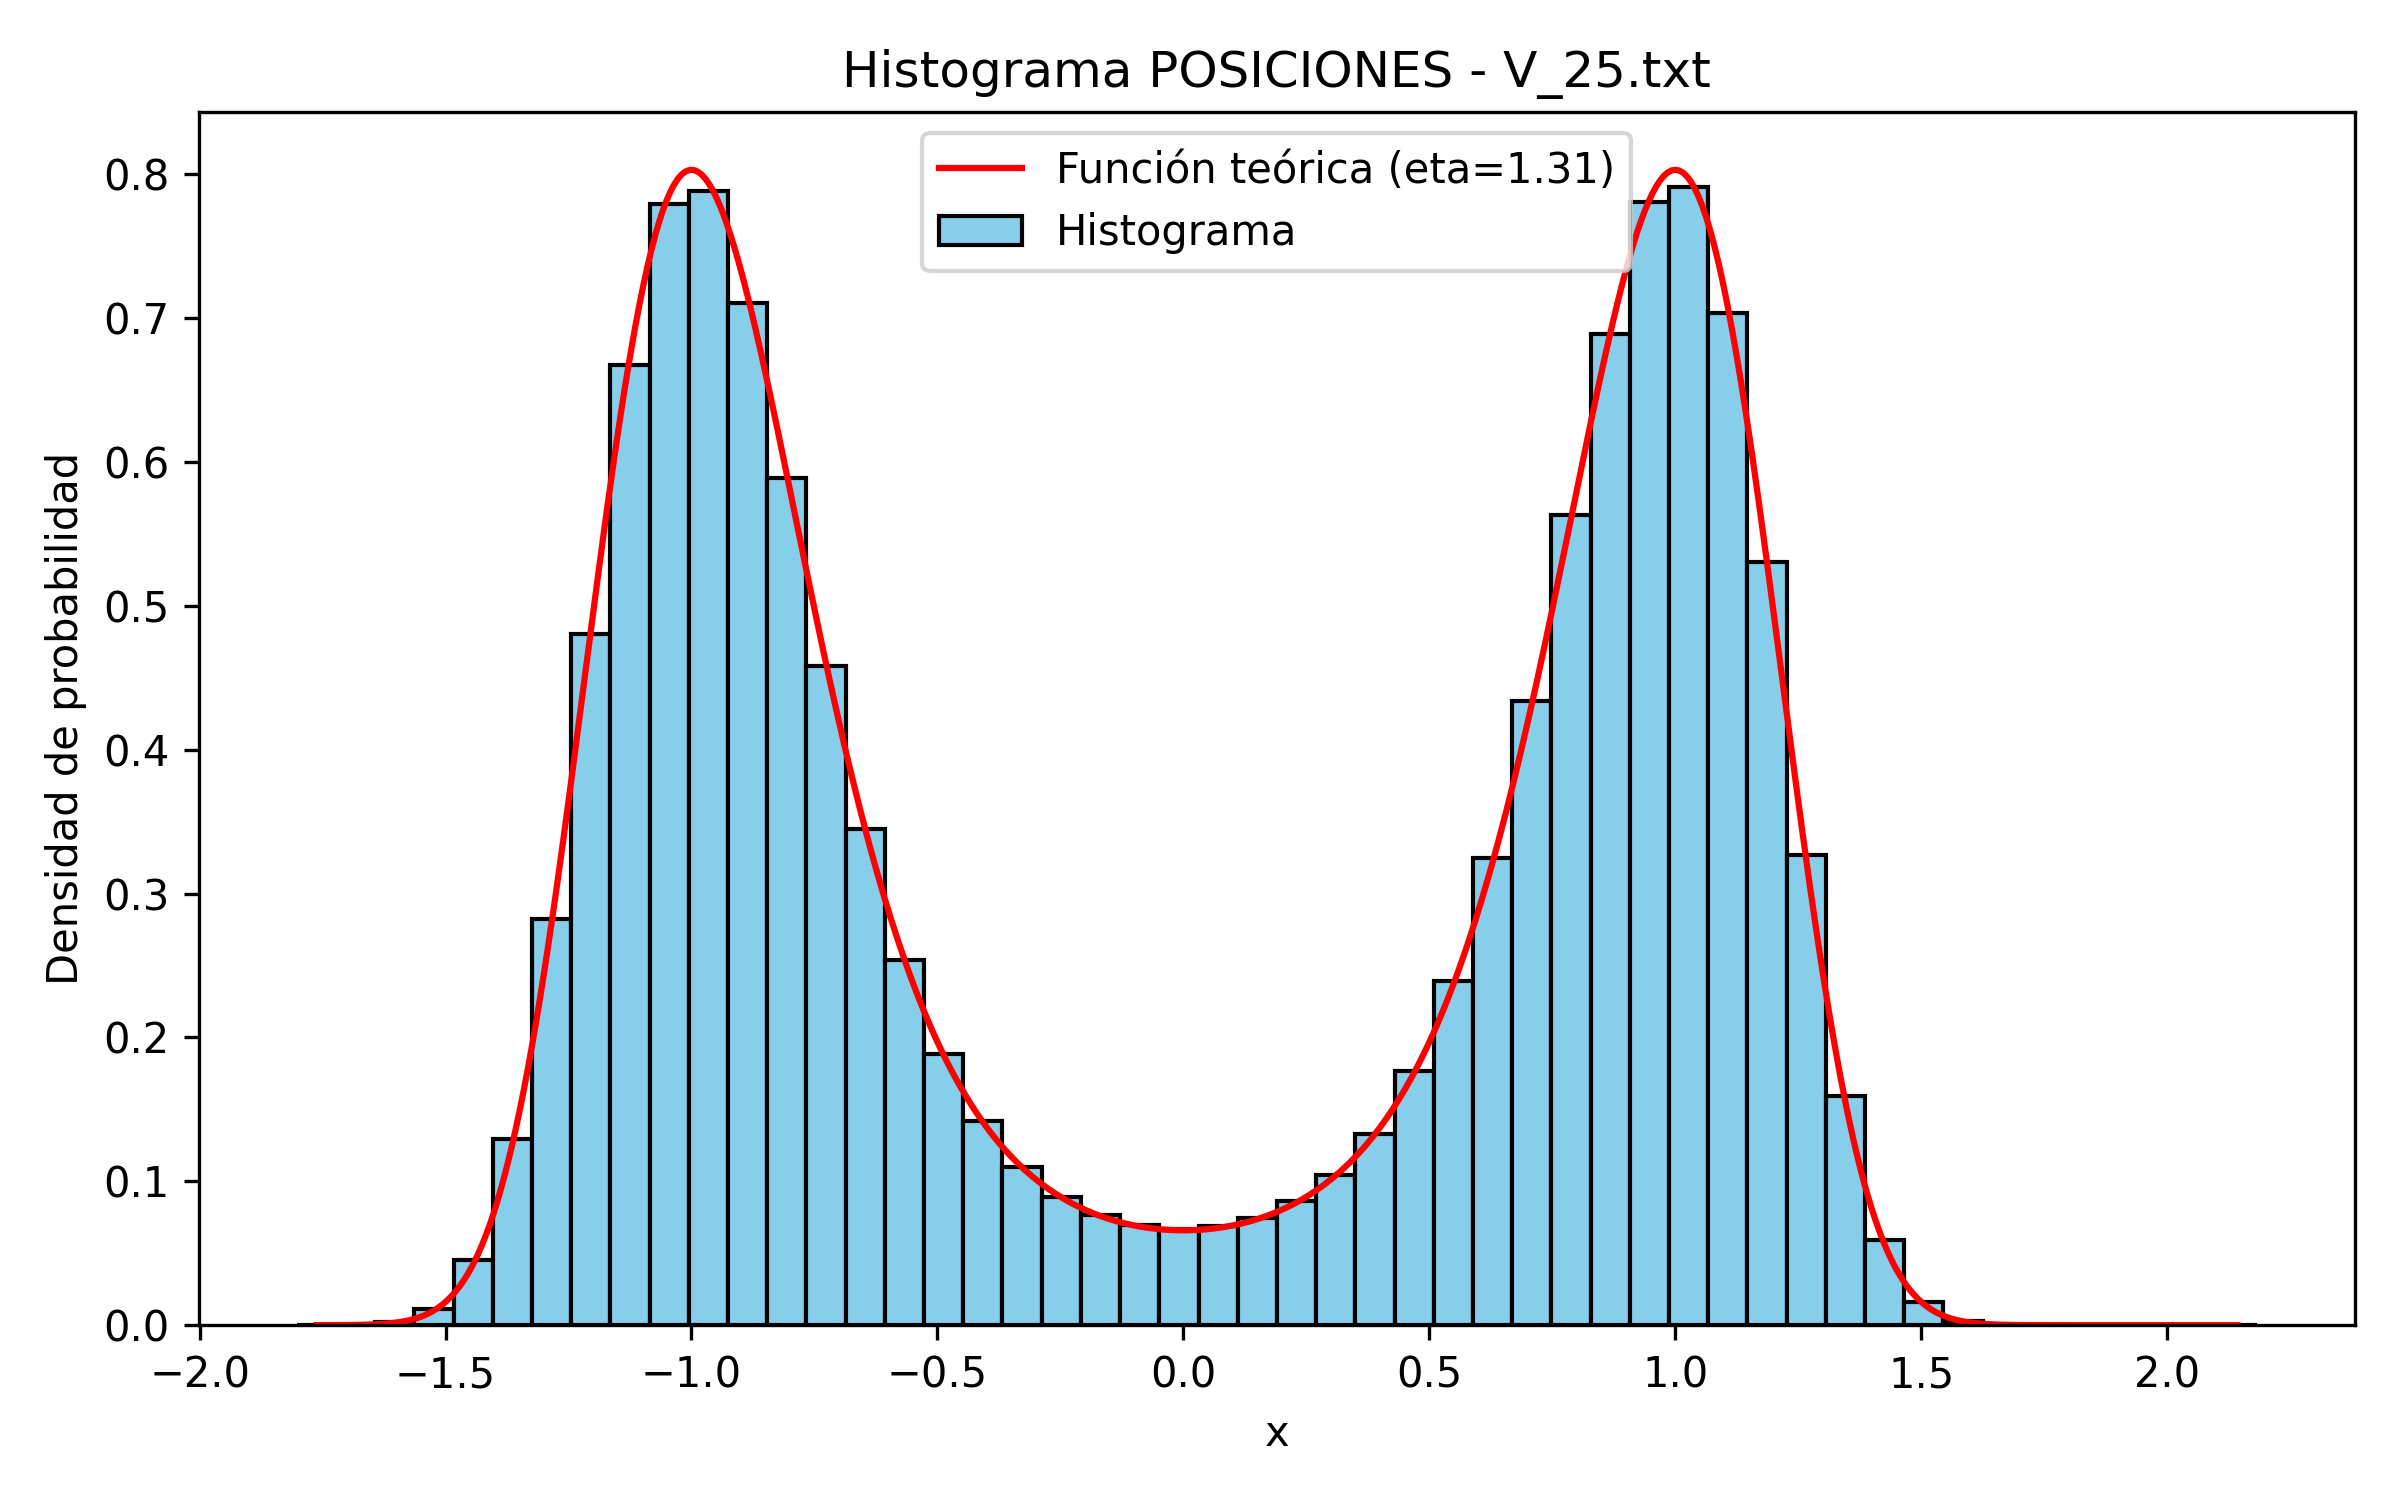 Histograma POSICIONES - V_25.txt
Función teórica (eta=1.31)
Histograma
Densidad de probabilidad
0.8
0.7
0.6
0.5
0.4
0.3
0.2
0.1
0.0
−2.0 −1.5 −1.0 −0.5 0.0 0.5 1.0 1.5 2.0
x